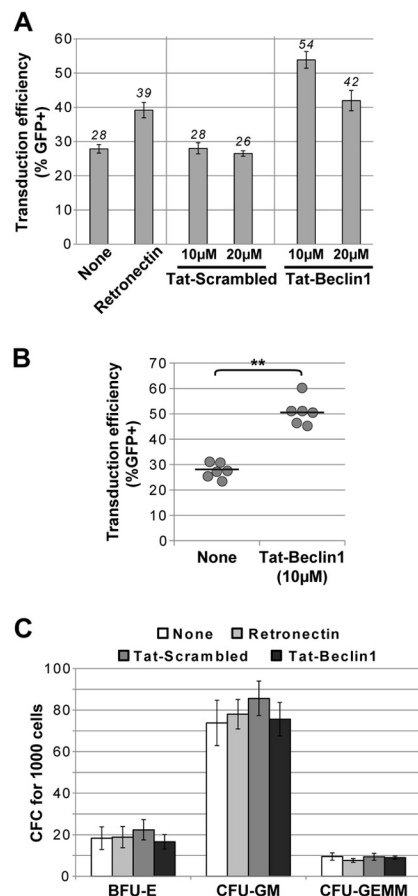 A
Transduction efficiency
(% GFP+)
60
50
40
30
20
10
0
28
39
28
26
54
42
None
Retronectin
10µM 20µM
Tat-Scrambled
10µM 20µM
Tat-Beclin1
B
Transduction efficiency
(%GFP+)
70
60
50
40
30
20
10
0
**
None
Tat-Beclin1
(10µM)
C
None
Retronectin
Tat-Scrambled
Tat-Beclin1
CFC for 1000 cells
100
80
60
40
20
BFU-E
CFU-GM
CFU-GEMM